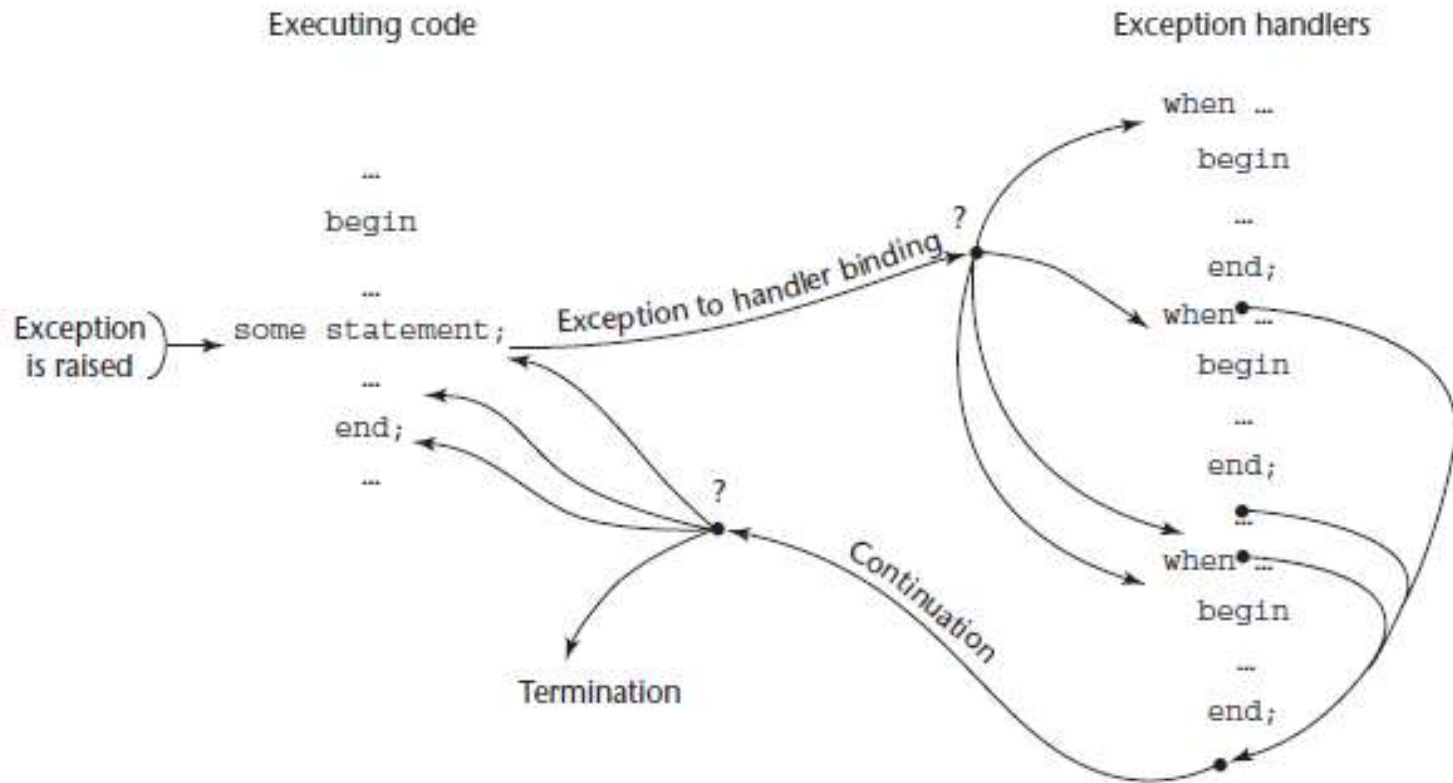 Executing code
Exception handlers
…
begin
…
some statement;
…
end;
…
Exception
is raised
Exception to handler binding
?
when …
begin
…
end;
when …
begin
…
end;
…
when …
begin
…
end;
Continuation
?
Termination